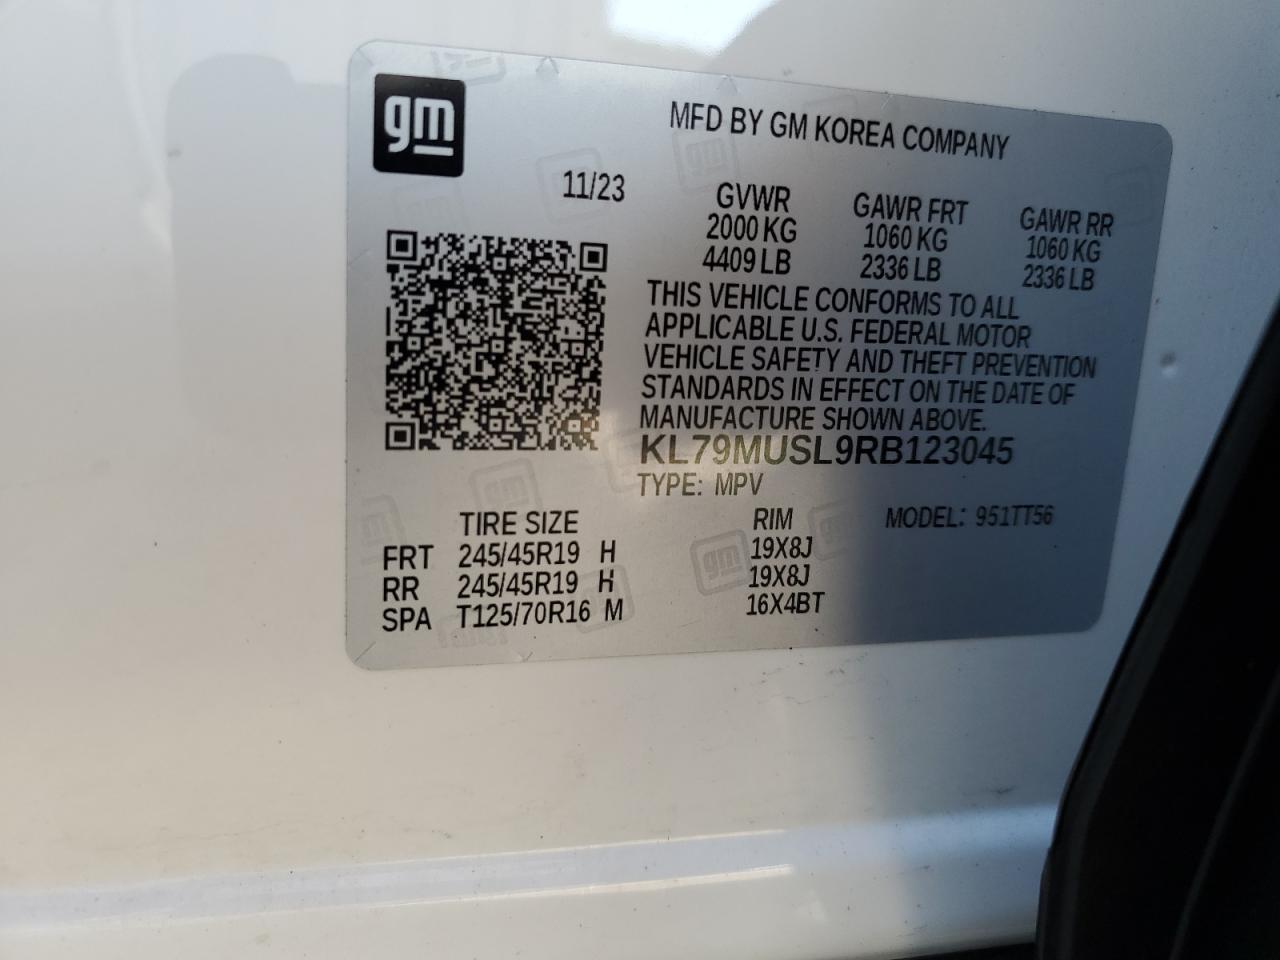 gm
MFD BY GM KOREA COMPANY
11/23
GVWR GAWR FRT GAWR RR
2000 KG 1060 KG 1060 KG
4409 LB 2336 LB 2336 LB
THIS VEHICLE CONFORMS TO ALL
APPLICABLE U.S. FEDERAL MOTOR
VEHICLE SAFETY AND THEFT PREVENTION
STANDARDS IN EFFECT ON THE DATE OF
MANUFACTURE SHOWN ABOVE.
KL79MUSL9RB123045
TYPE: MPV
TIRE SIZE RIM MODEL: 951TT56
FRT 245/45R19 H 19X8J
RR 245/45R19 H 19X8J
SPA T125/70R16 M 16X4BT